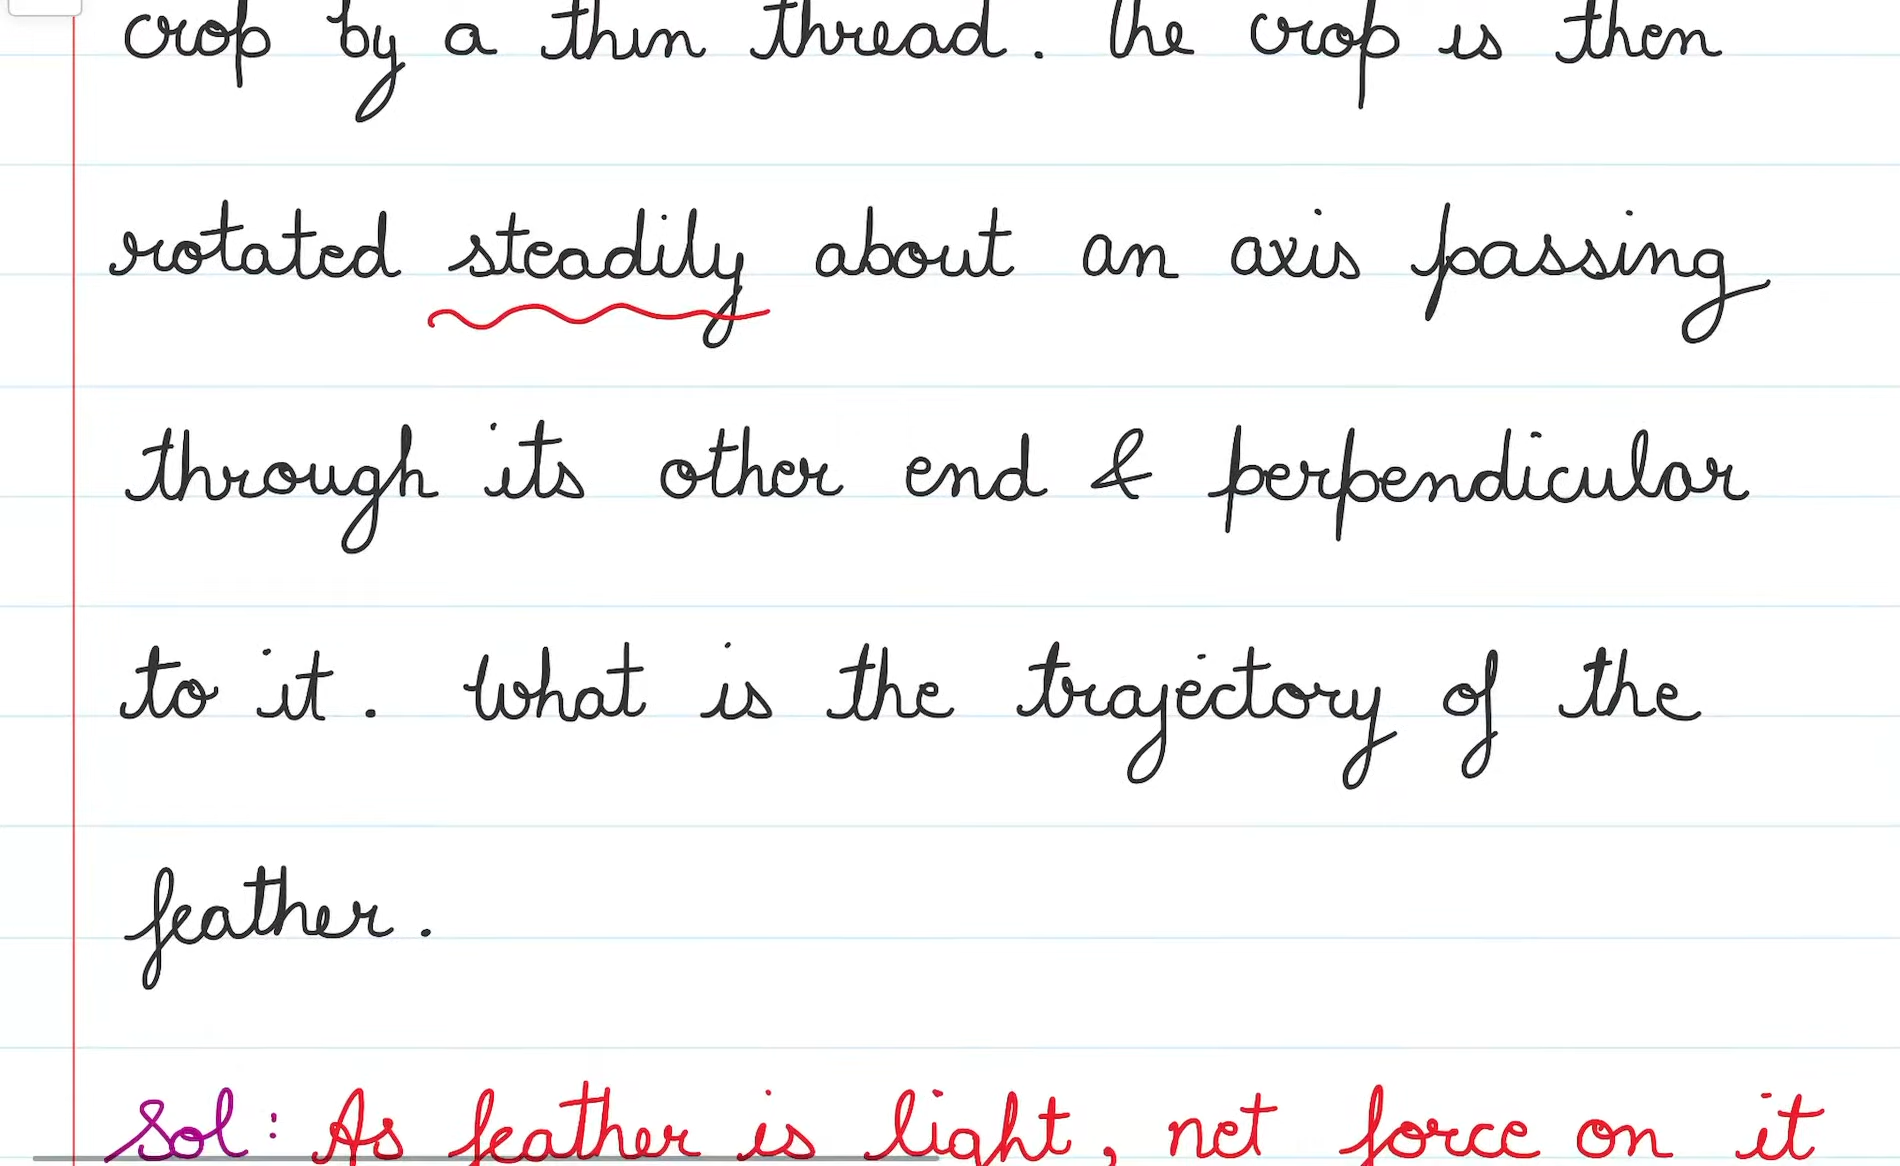 crop by a thin thread. The crop is then
rotated steadily about an axis passing
through its other end & perpendicular
to it. What is the trajectory of the
feather.
Sol: As feather is light, net force on it